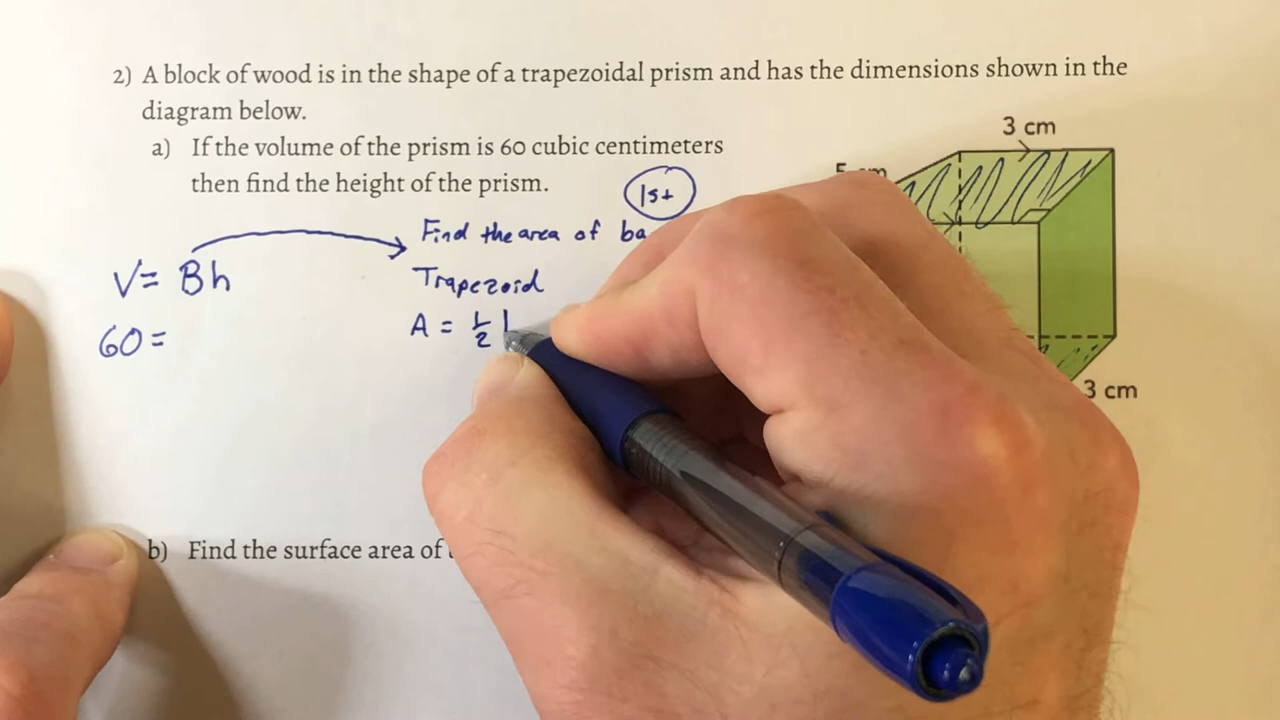 2) A block of wood is in the shape of a trapezoidal prism and has the dimensions shown in the
diagram below.
a) If the volume of the prism is 60 cubic centimeters
then find the height of the prism.
1st
3 cm
5 cm
Find the area of
V = Bh
Trapezoid
60 =
A = 1/2
3 cm
b) Find the surface area of